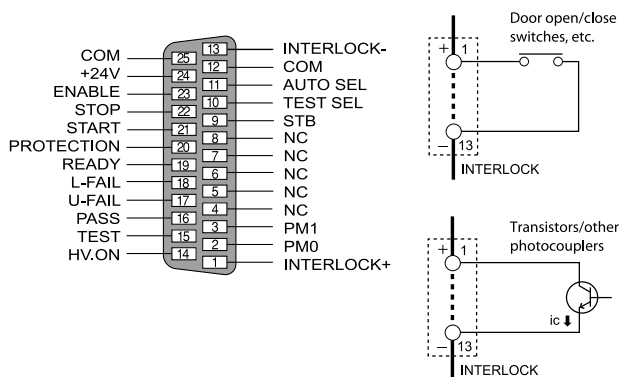 COM 25
+24V 24
ENABLE 23
STOP 22
START 21
PROTECTION 20
READY 19
L-FAIL 18
U-FAIL 17
PASS 16
TEST 15
HV.ON 14
13 INTERLOCK-
12 COM
11 AUTO SEL
10 TEST SEL
9 STB
8 NC
7 NC
6 NC
5 NC
4 NC
3 PM1
2 PM0
1 INTERLOCK+
Door open/close
switches, etc.
+ 1
− 13
INTERLOCK
Transistors/other
photocouplers
+ 1
ic
− 13
INTERLOCK